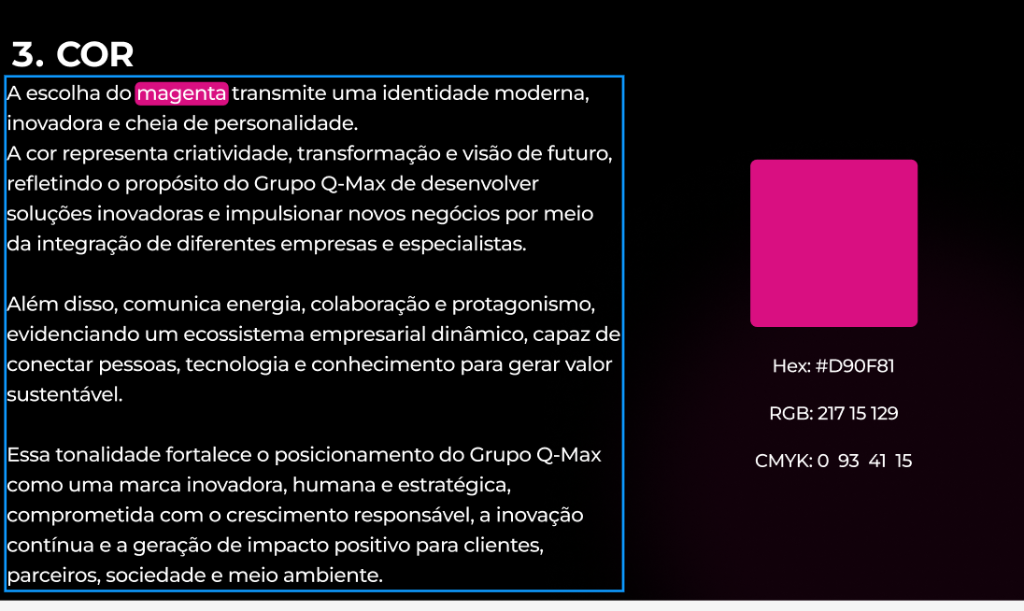 3. COR
A escolha do magenta transmite uma identidade moderna,
inovadora e cheia de personalidade.
A cor representa criatividade, transformação e visão de futuro,
refletindo o propósito do Grupo Q-Max de desenvolver
soluções inovadoras e impulsionar novos negócios por meio
da integração de diferentes empresas e especialistas.
Além disso, comunica energia, colaboração e protagonismo,
evidenciando um ecossistema empresarial dinâmico, capaz de
conectar pessoas, tecnologia e conhecimento para gerar valor
sustentável.
Essa tonalidade fortalece o posicionamento do Grupo Q-Max
como uma marca inovadora, humana e estratégica,
comprometida com o crescimento responsável, a inovação
contínua e a geração de impacto positivo para clientes,
parceiros, sociedade e meio ambiente.
Hex: #D90F81
RGB: 217 15 129
CMYK: 0 93 41 15